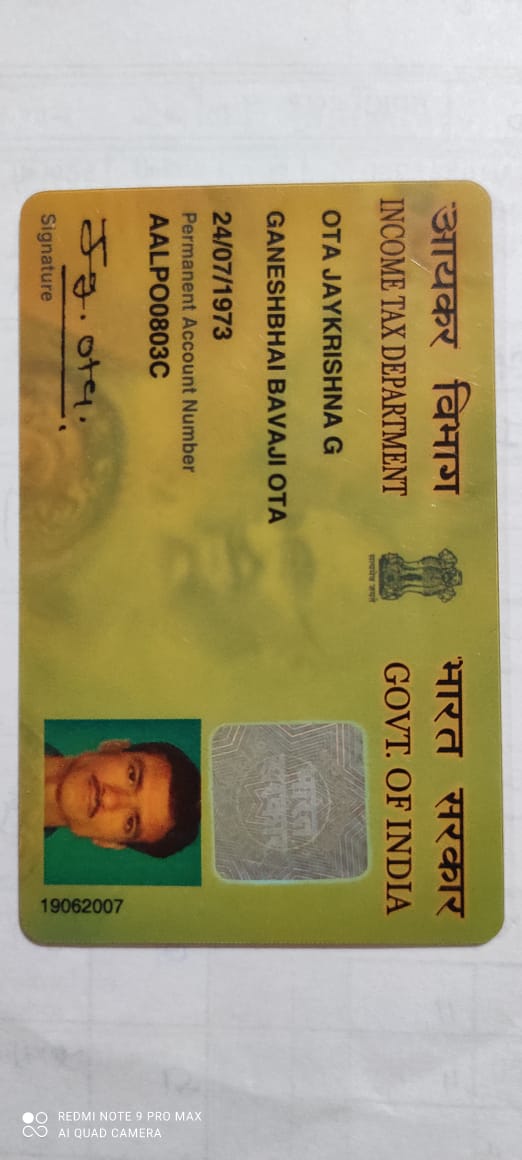 आयकर विभाग
INCOME TAX DEPARTMENT
भारत सरकार
GOVT. OF INDIA
सत्यमेव जयते
OTA JAYKRISHNA G
GANESHBHAI BAVAJI OTA
24/07/1973
Permanent Account Number
AALPO0803C
Signature
भारत
19062007
REDMI NOTE 9 PRO MAX
AI QUAD CAMERA